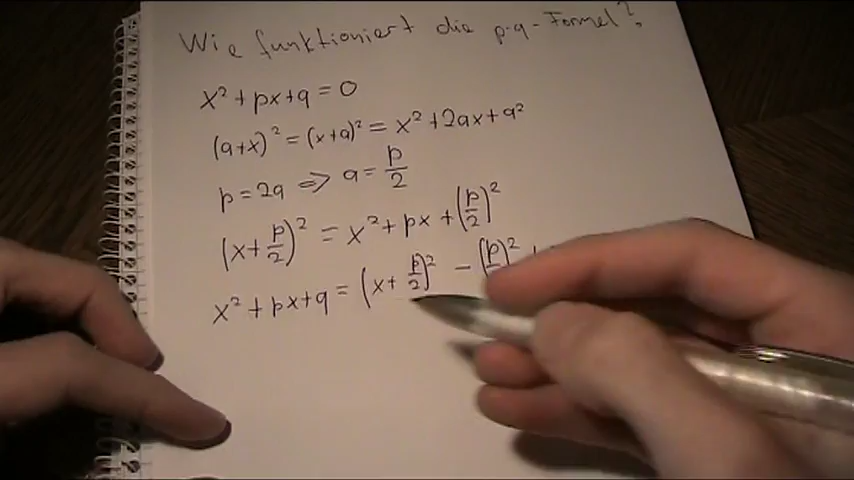 Wie funktioniert die p-q-Formel?
x² + px + q = 0
(a+x)² = (x+a)² = x² + 2ax + a²
p = 2a => a = p/2
(x + p/2)² = x² + px + (p/2)²
x² + px + q = (x + p/2)² - (p/2)² +